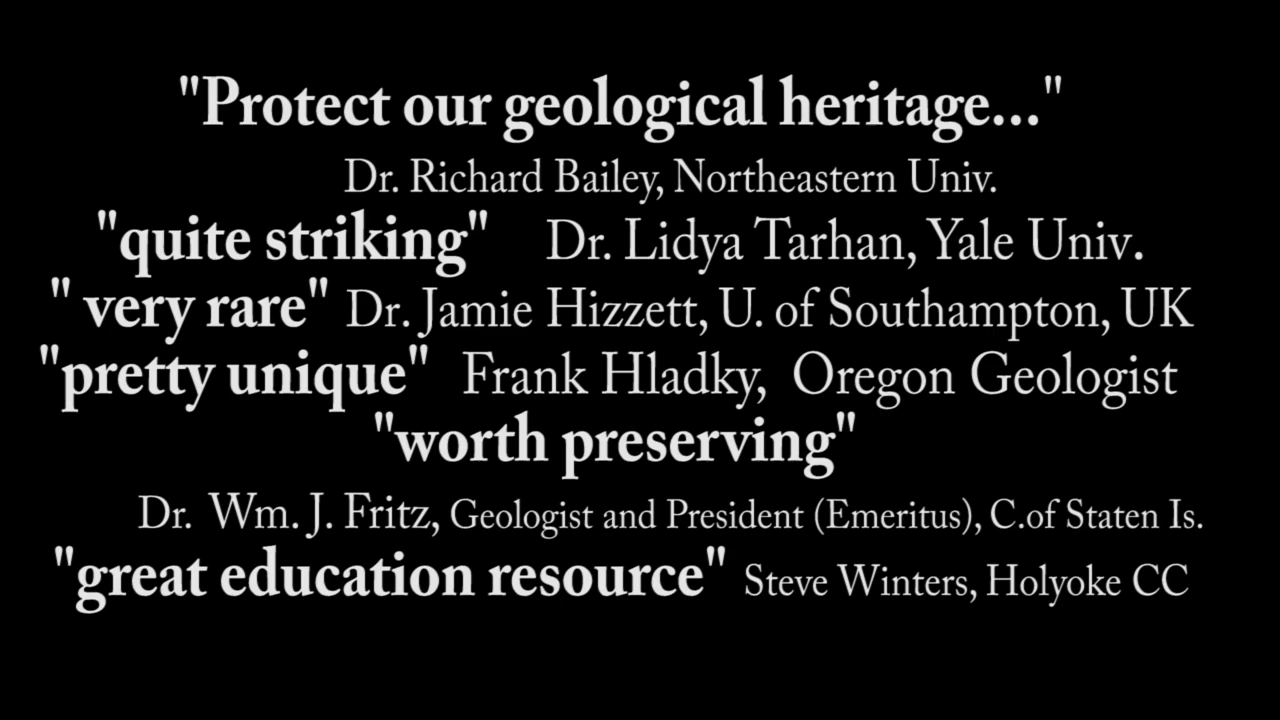 "Protect our geological heritage..."
Dr. Richard Bailey, Northeastern Univ.
"quite striking" Dr. Lidya Tarhan, Yale Univ.
" very rare" Dr. Jamie Hizzett, U. of Southampton, UK
"pretty unique" Frank Hladky, Oregon Geologist
"worth preserving"
Dr. Wm. J. Fritz, Geologist and President (Emeritus), C.of Staten Is.
"great education resource" Steve Winters, Holyoke CC